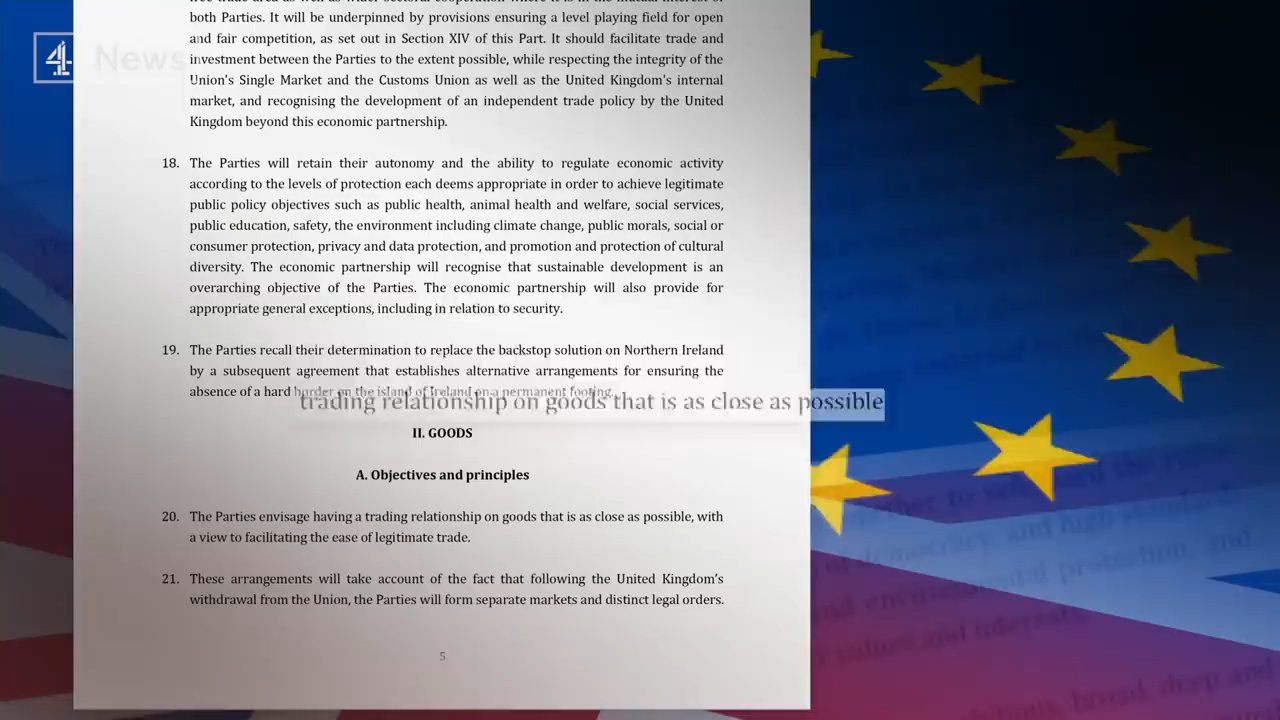 4 News
free trade area as well as wider sectoral cooperation where it is in the mutual interest of
both Parties. It will be underpinned by provisions ensuring a level playing field for open
and fair competition, as set out in Section XIV of this Part. It should facilitate trade and
investment between the Parties to the extent possible, while respecting the integrity of the
Union's Single Market and the Customs Union as well as the United Kingdom's internal
market, and recognising the development of an independent trade policy by the United
Kingdom beyond this economic partnership.
18. The Parties will retain their autonomy and the ability to regulate economic activity
according to the levels of protection each deems appropriate in order to achieve legitimate
public policy objectives such as public health, animal health and welfare, social services,
public education, safety, the environment including climate change, public morals, social or
consumer protection, privacy and data protection, and promotion and protection of cultural
diversity. The economic partnership will recognise that sustainable development is an
overarching objective of the Parties. The economic partnership will also provide for
appropriate general exceptions, including in relation to security.
19. The Parties recall their determination to replace the backstop solution on Northern Ireland
by a subsequent agreement that establishes alternative arrangements for ensuring the
absence of a hard border on the island of Ireland on a permanent footing.
trading relationship on goods that is as close as possible
II. GOODS
A. Objectives and principles
20. The Parties envisage having a trading relationship on goods that is as close as possible, with
a view to facilitating the ease of legitimate trade.
21. These arrangements will take account of the fact that following the United Kingdom's
withdrawal from the Union, the Parties will form separate markets and distinct legal orders.
5
of democracy, and high standards
values and interests
broad, deep and